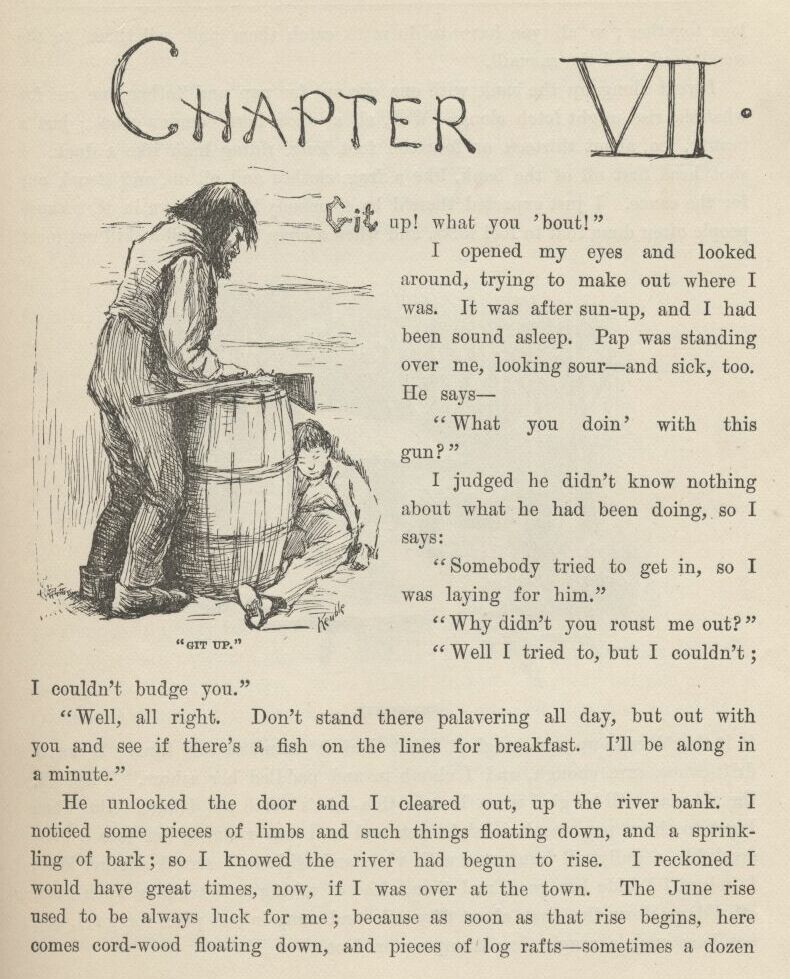 CHAPTER VII.
Git up! what you 'bout!"
I opened my eyes and looked
around, trying to make out where I
was. It was after sun-up, and I had
been sound asleep. Pap was standing
over me, looking sour—and sick, too.
He says—
"What you doin' with this
gun?"
I judged he didn't know nothing
about what he had been doing, so I
says:
"Somebody tried to get in, so I
was laying for him."
"Why didn't you roust me out?"
"Well I tried to, but I couldn't;
Kemble
"GIT UP."
I couldn't budge you."
"Well, all right. Don't stand there palavering all day, but out with
you and see if there's a fish on the lines for breakfast. I'll be along in
a minute."
He unlocked the door and I cleared out, up the river bank. I
noticed some pieces of limbs and such things floating down, and a sprink-
ling of bark; so I knowed the river had begun to rise. I reckoned I
would have great times, now, if I was over at the town. The June rise
used to be always luck for me; because as soon as that rise begins, here
comes cord-wood floating down, and pieces of log rafts—sometimes a dozen